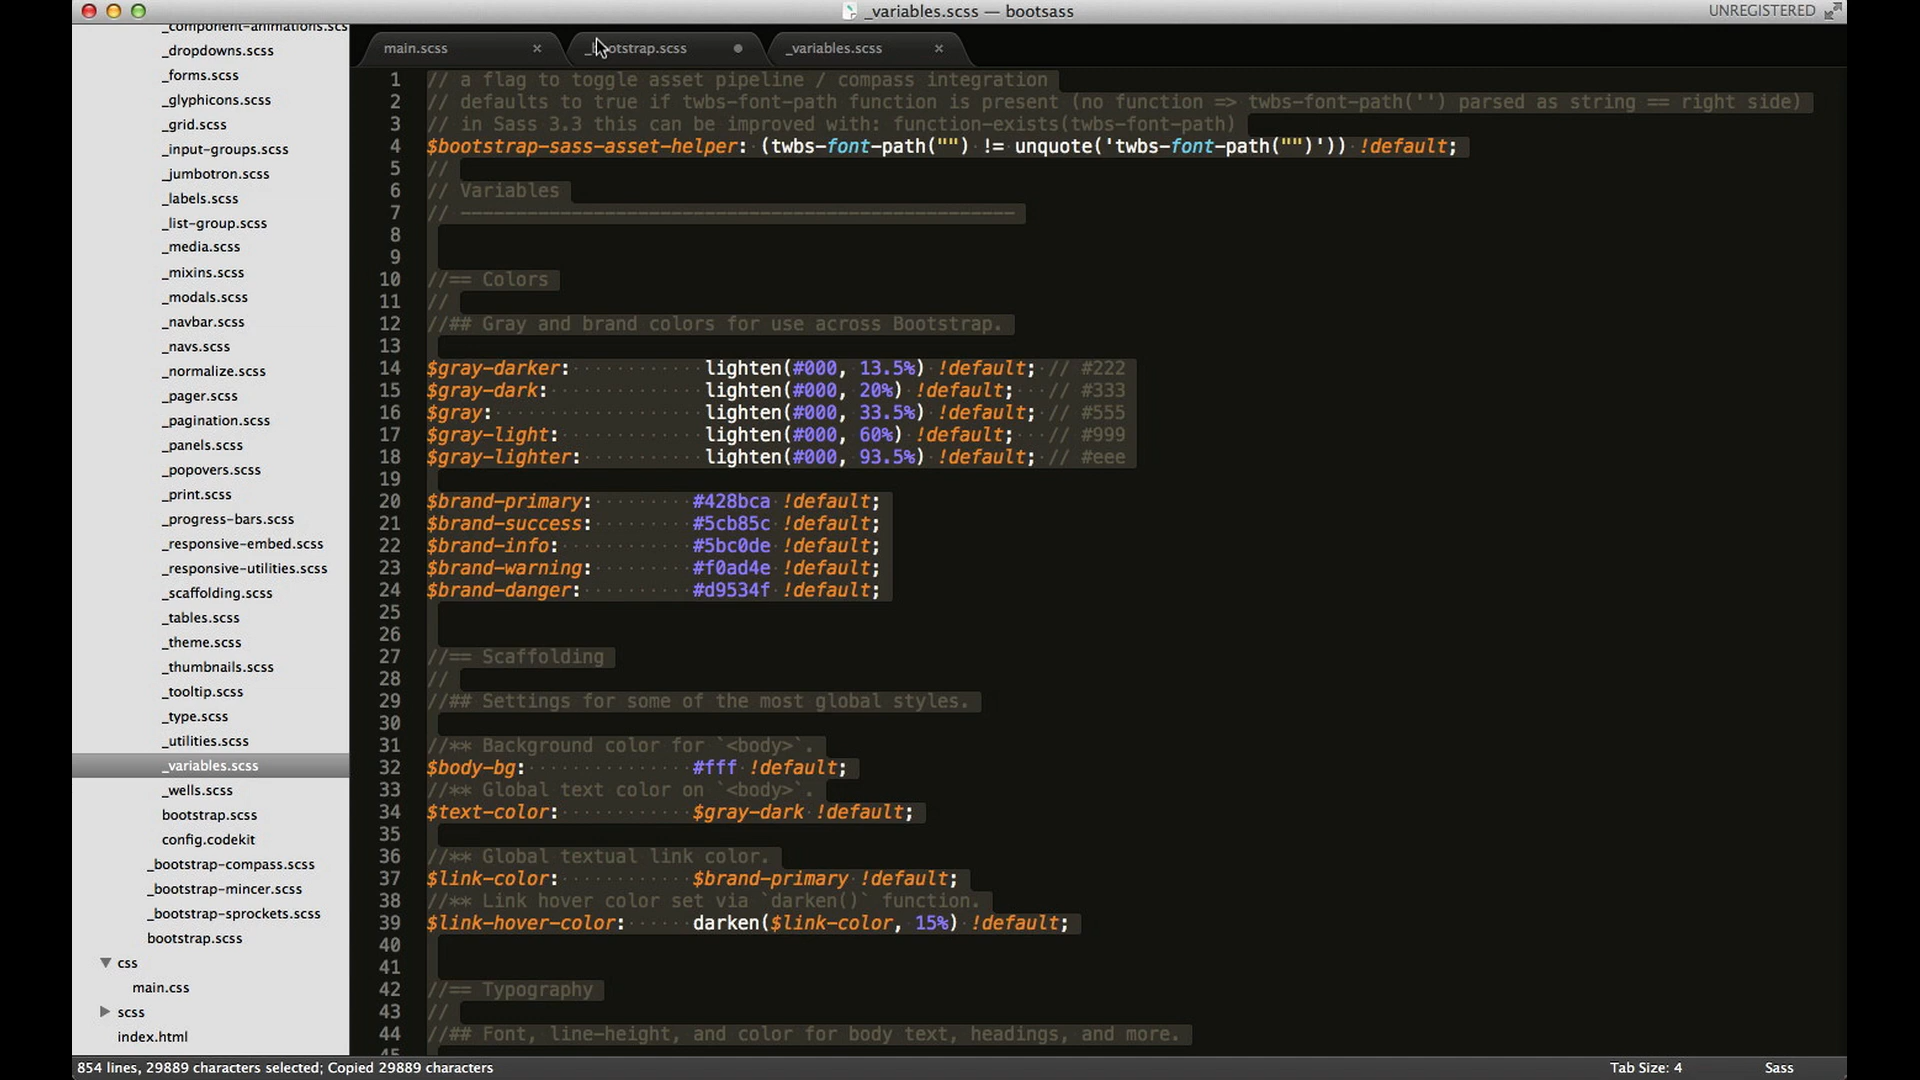 _variables.scss — bootsass
UNREGISTERED
_component-animations.scss
_dropdowns.scss
_forms.scss
_glyphicons.scss
_grid.scss
_input-groups.scss
_jumbotron.scss
_labels.scss
_list-group.scss
_media.scss
_mixins.scss
_modals.scss
_navbar.scss
_navs.scss
_normalize.scss
_pager.scss
_pagination.scss
_panels.scss
_popovers.scss
_print.scss
_progress-bars.scss
_responsive-embed.scss
_responsive-utilities.scss
_scaffolding.scss
_tables.scss
_theme.scss
_thumbnails.scss
_tooltip.scss
_type.scss
_utilities.scss
_variables.scss
_wells.scss
bootstrap.scss
config.codekit
_bootstrap-compass.scss
_bootstrap-mincer.scss
_bootstrap-sprockets.scss
bootstrap.scss
css
main.css
scss
index.html
main.scss
_bootstrap.scss
_variables.scss
1 // a flag to toggle asset pipeline / compass integration
2 // defaults to true if twbs-font-path function is present (no function => twbs-font-path('') parsed as string == right side)
3 // in Sass 3.3 this can be improved with: function-exists(twbs-font-path)
4 $bootstrap-sass-asset-helper: (twbs-font-path("") != unquote('twbs-font-path("")')) !default;
5 //
6 // Variables
7 // --------------------------------------------------
8
9
10 //== Colors
11 //
12 //## Gray and brand colors for use across Bootstrap.
13
14 $gray-darker: lighten(#000, 13.5%) !default; // #222
15 $gray-dark: lighten(#000, 20%) !default; // #333
16 $gray: lighten(#000, 33.5%) !default; // #555
17 $gray-light: lighten(#000, 60%) !default; // #999
18 $gray-lighter: lighten(#000, 93.5%) !default; // #eee
19
20 $brand-primary: #428bca !default;
21 $brand-success: #5cb85c !default;
22 $brand-info: #5bc0de !default;
23 $brand-warning: #f0ad4e !default;
24 $brand-danger: #d9534f !default;
25
26
27 //== Scaffolding
28 //
29 //## Settings for some of the most global styles.
30
31 //** Background color for `<body>`.
32 $body-bg: #fff !default;
33 //** Global text color on `<body>`.
34 $text-color: $gray-dark !default;
35
36 //** Global textual link color.
37 $link-color: $brand-primary !default;
38 //** Link hover color set via `darken()` function.
39 $link-hover-color: darken($link-color, 15%) !default;
40
41
42 //== Typography
43 //
44 //## Font, line-height, and color for body text, headings, and more.
45
854 lines, 29889 characters selected; Copied 29889 characters
Tab Size: 4
Sass